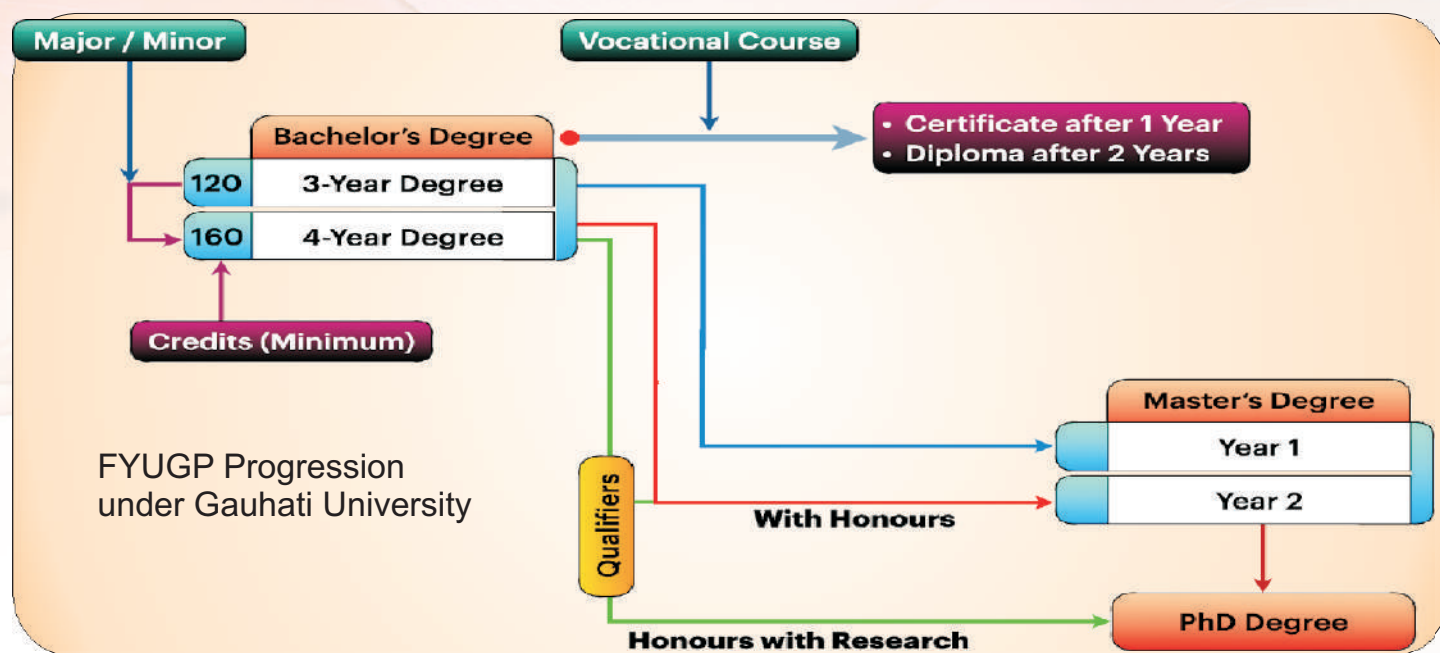 Major / Minor
Vocational Course
Bachelor's Degree
• Certificate after 1 Year
• Diploma after 2 Years
120
3-Year Degree
160
4-Year Degree
Credits (Minimum)
Master's Degree
Year 1
Year 2
FYUGP Progression
under Gauhati University
Qualifiers
With Honours
Honours with Research
PhD Degree